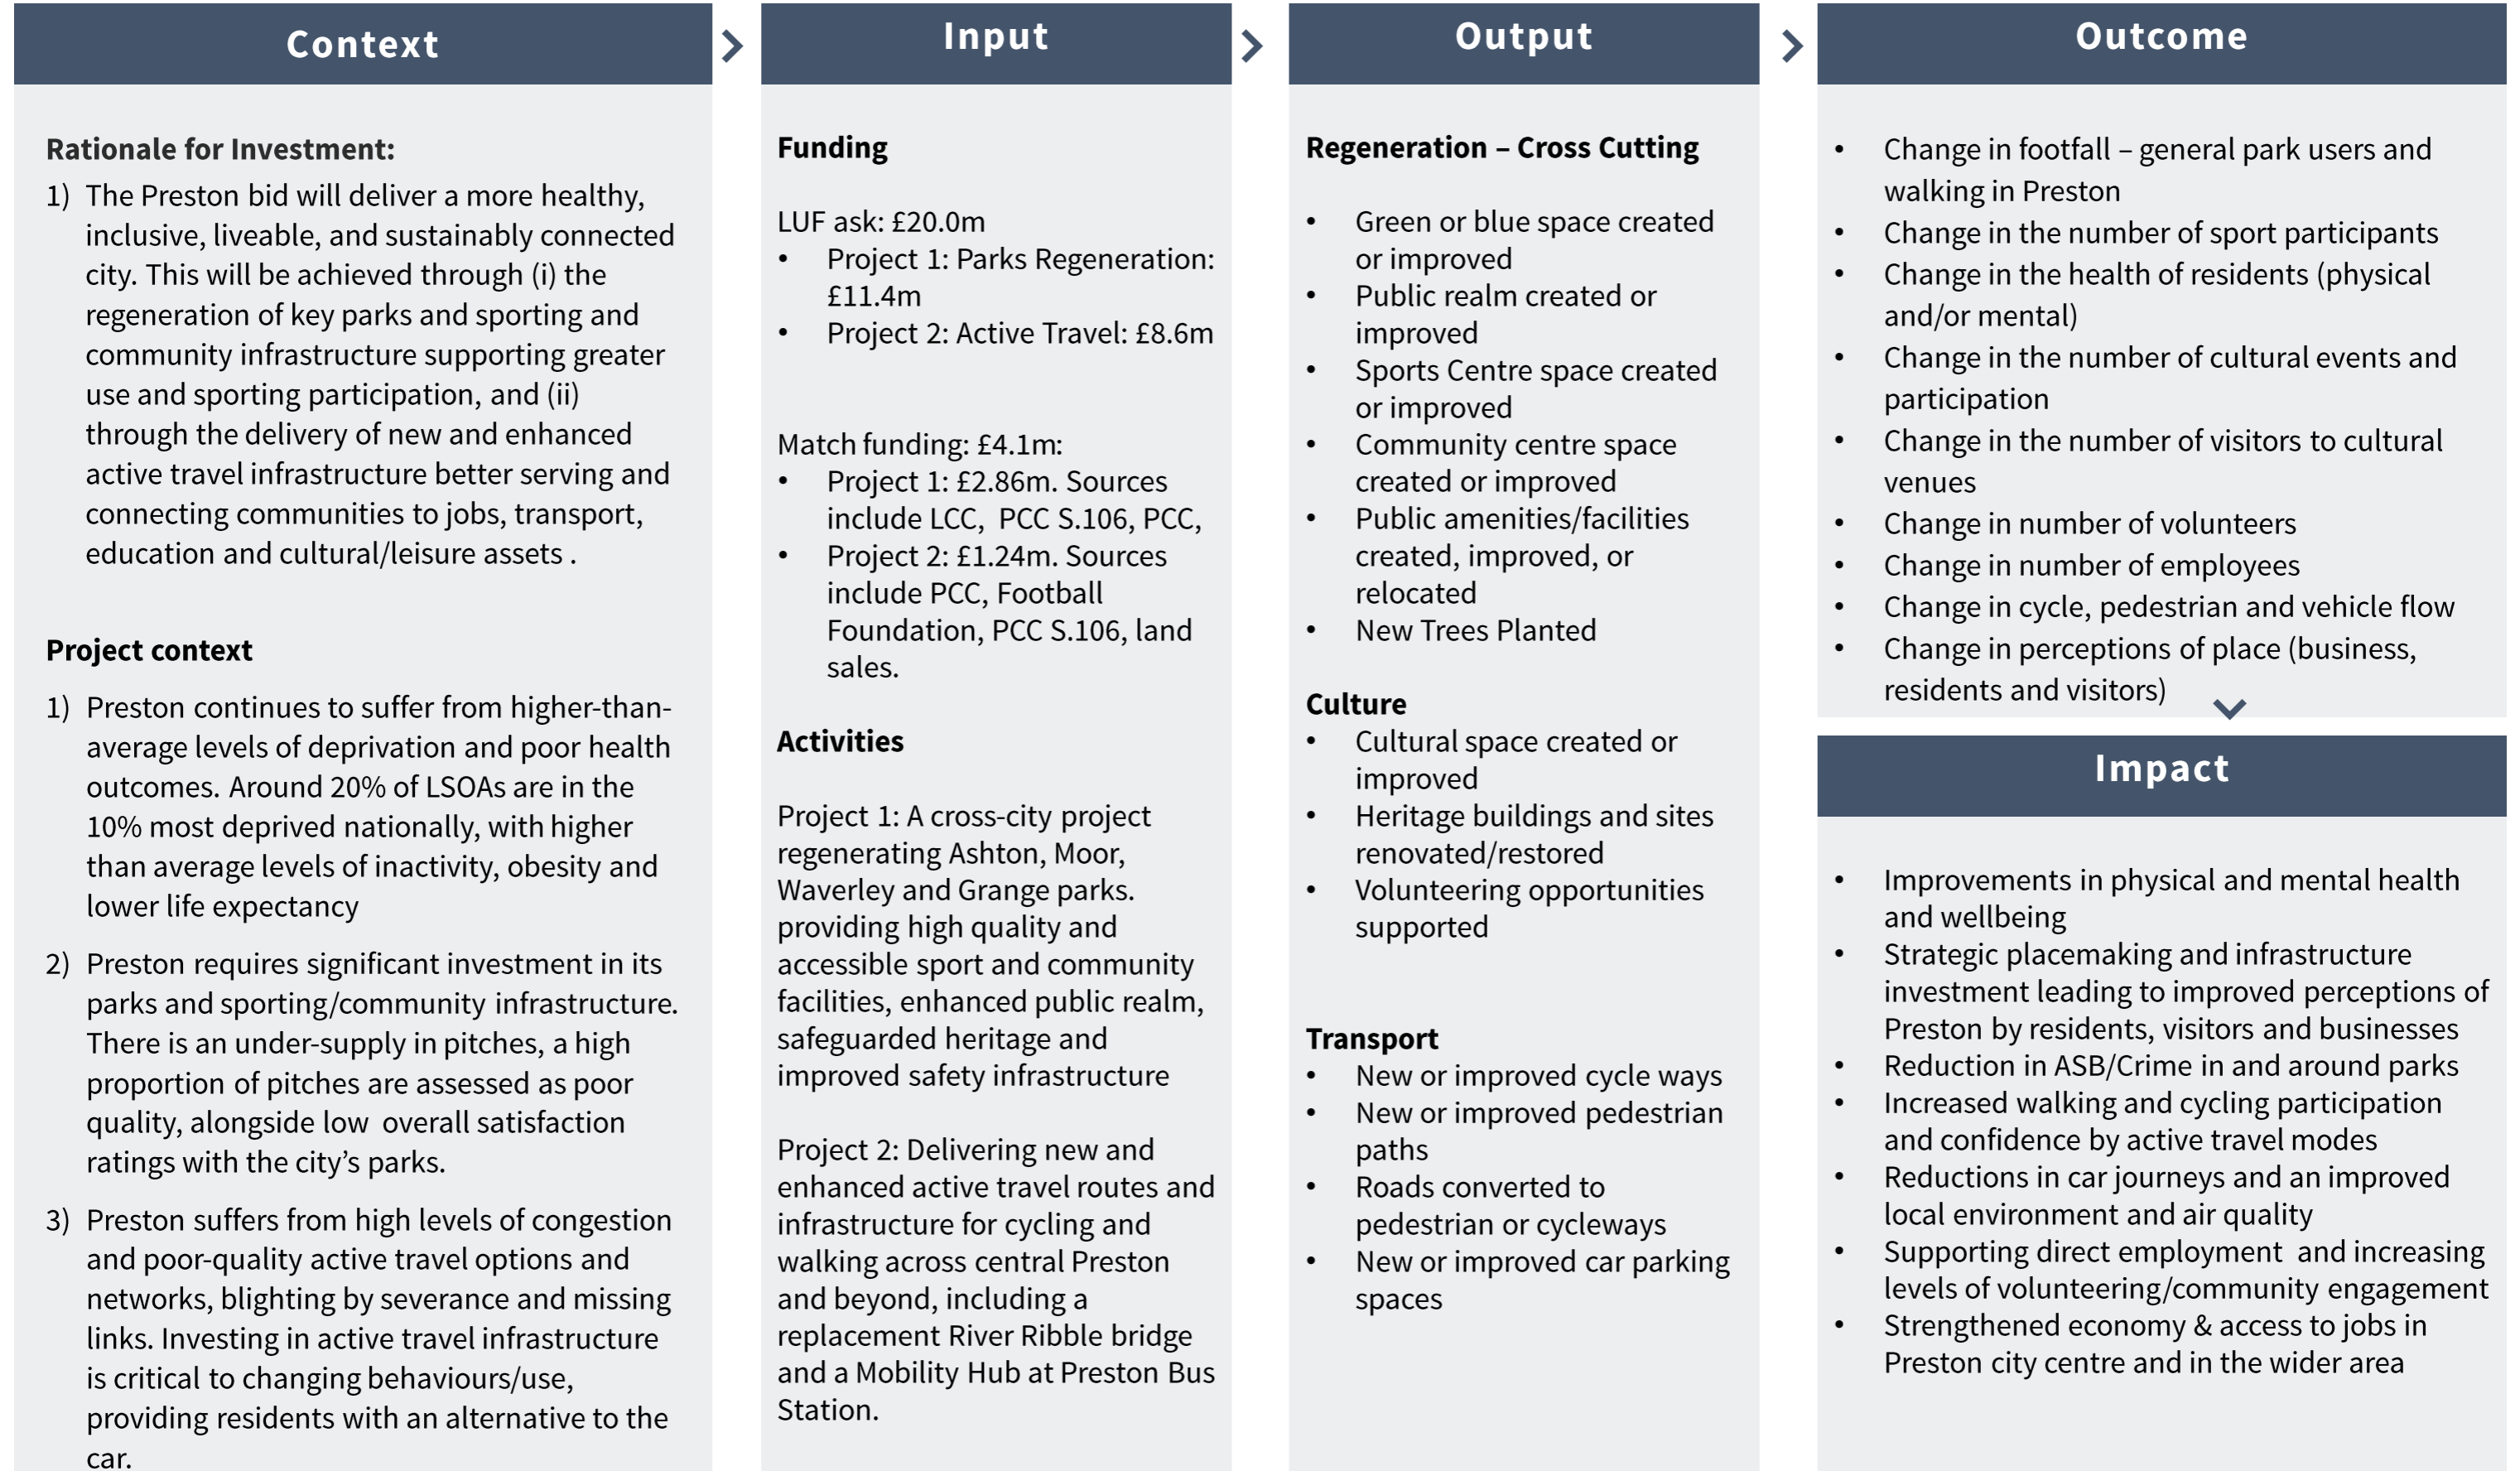 Context
Rationale for Investment:
1) The Preston bid will deliver a more healthy,
inclusive, liveable, and sustainably connected
city. This will be achieved through (i) the
regeneration of key parks and sporting and
community infrastructure supporting greater
use and sporting participation, and (ii)
through the delivery of new and enhanced
active travel infrastructure better serving and
connecting communities to jobs, transport,
education and cultural/leisure assets .
Project context
1) Preston continues to suffer from higher-than-
average levels of deprivation and poor health
outcomes. Around 20% of LSOAs are in the
10% most deprived nationally, with higher
than average levels of inactivity, obesity and
lower life expectancy
2) Preston requires significant investment in its
parks and sporting/community infrastructure.
There is an under-supply in pitches, a high
proportion of pitches are assessed as poor
quality, alongside low  overall satisfaction
ratings with the city's parks.
3) Preston suffers from high levels of congestion
and poor-quality active travel options and
networks, blighting by severance and missing
links. Investing in active travel infrastructure
is critical to changing behaviours/use,
providing residents with an alternative to the
car.
Input
Funding
LUF ask: £20.0m
• Project 1: Parks Regeneration:
£11.4m
• Project 2: Active Travel: £8.6m
Match funding: £4.1m:
• Project 1: £2.86m. Sources
include LCC,  PCC S.106, PCC,
• Project 2: £1.24m. Sources
include PCC, Football
Foundation, PCC S.106, land
sales.
Activities
Project 1: A cross-city project
regenerating Ashton, Moor,
Waverley and Grange parks.
providing high quality and
accessible sport and community
facilities, enhanced public realm,
safeguarded heritage and
improved safety infrastructure
Project 2: Delivering new and
enhanced active travel routes and
infrastructure for cycling and
walking across central Preston
and beyond, including a
replacement River Ribble bridge
and a Mobility Hub at Preston Bus
Station.
Output
Regeneration – Cross Cutting
• Green or blue space created
or improved
• Public realm created or
improved
• Sports Centre space created
or improved
• Community centre space
created or improved
• Public amenities/facilities
created, improved, or
relocated
• New Trees Planted
Culture
• Cultural space created or
improved
• Heritage buildings and sites
renovated/restored
• Volunteering opportunities
supported
Transport
• New or improved cycle ways
• New or improved pedestrian
paths
• Roads converted to
pedestrian or cycleways
• New or improved car parking
spaces
Outcome
• Change in footfall – general park users and
walking in Preston
• Change in the number of sport participants
• Change in the health of residents (physical
and/or mental)
• Change in the number of cultural events and
participation
• Change in the number of visitors to cultural
venues
• Change in number of volunteers
• Change in number of employees
• Change in cycle, pedestrian and vehicle flow
• Change in perceptions of place (business,
residents and visitors)
Impact
• Improvements in physical and mental health
and wellbeing
• Strategic placemaking and infrastructure
investment leading to improved perceptions of
Preston by residents, visitors and businesses
• Reduction in ASB/Crime in and around parks
• Increased walking and cycling participation
and confidence by active travel modes
• Reductions in car journeys and an improved
local environment and air quality
• Supporting direct employment  and increasing
levels of volunteering/community engagement
• Strengthened economy & access to jobs in
Preston city centre and in the wider area